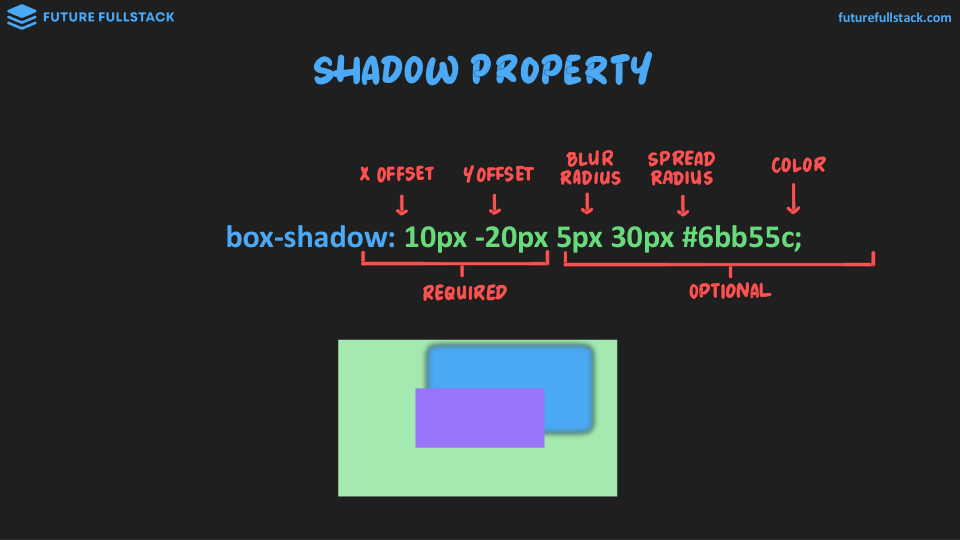 FUTURE FULLSTACK
futurefullstack.com
SHADOW PROPERTY
X OFFSET
Y OFFSET
BLUR
RADIUS
SPREAD
RADIUS
COLOR
box-shadow: 10px -20px 5px 30px #6bb55c;
REQUIRED
OPTIONAL